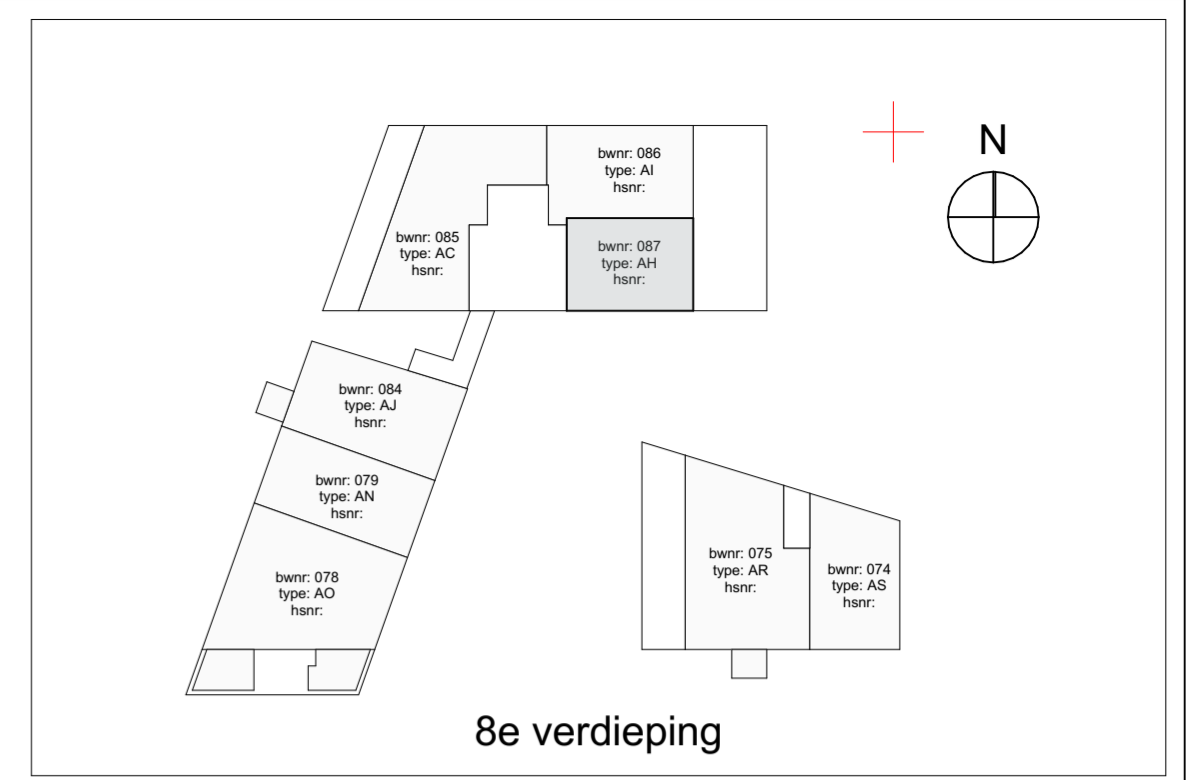 N
bwnr: 086
type: AI
hsnr:
bwnr: 085
type: AC
hsnr:
bwnr: 087
type: AH
hsnr:
bwnr: 084
type: AJ
hsnr:
bwnr: 079
type: AN
hsnr:
bwnr: 078
type: AO
hsnr:
bwnr: 075
type: AR
hsnr:
bwnr: 074
type: AS
hsnr:
8e verdieping